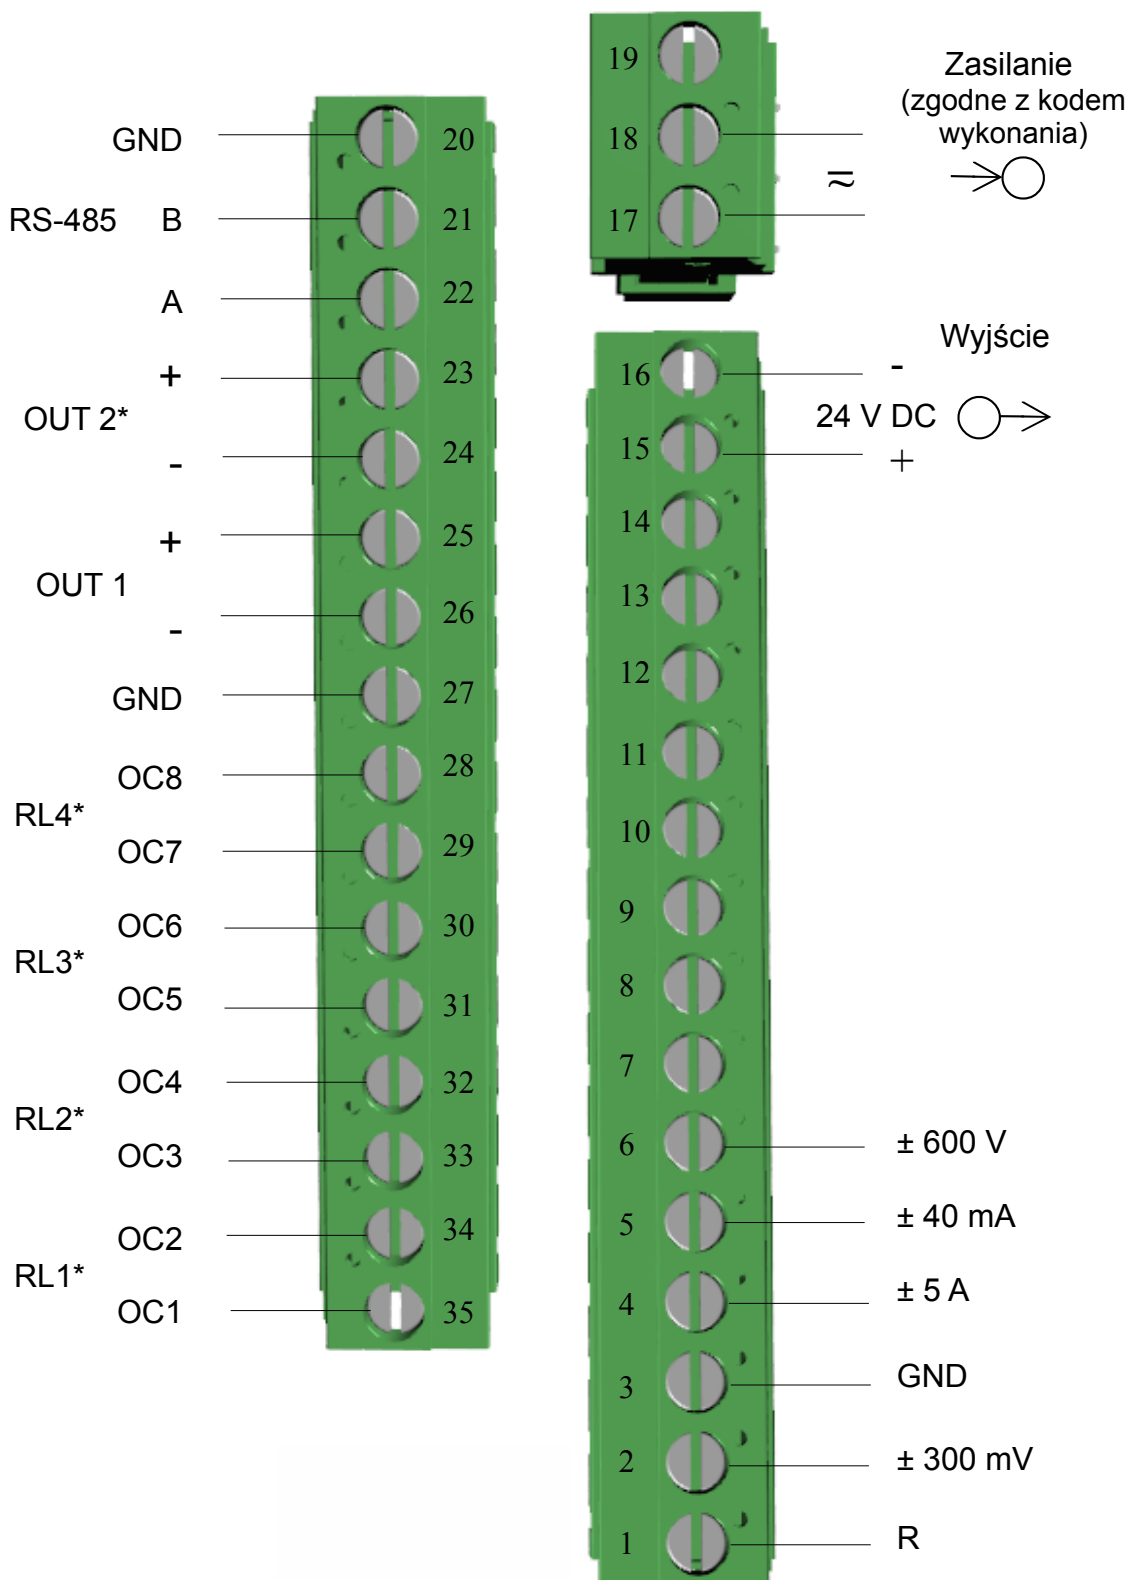 GND 20
RS-485 B 21
A 22
+ 23
OUT 2*
- 24
+ 25
OUT 1
- 26
GND 27
OC8 28
RL4*
OC7 29
OC6 30
RL3*
OC5 31
OC4 32
RL2*
OC3 33
OC2 34
RL1*
OC1 35
19
Zasilanie
(zgodne z kodem
wykonania)
18
17
16 -
Wyjście
24 V DC
15 +
14
13
12
11
10
9
8
7
6 ± 600 V
5 ± 40 mA
4 ± 5 A
3 GND
2 ± 300 mV
1 R